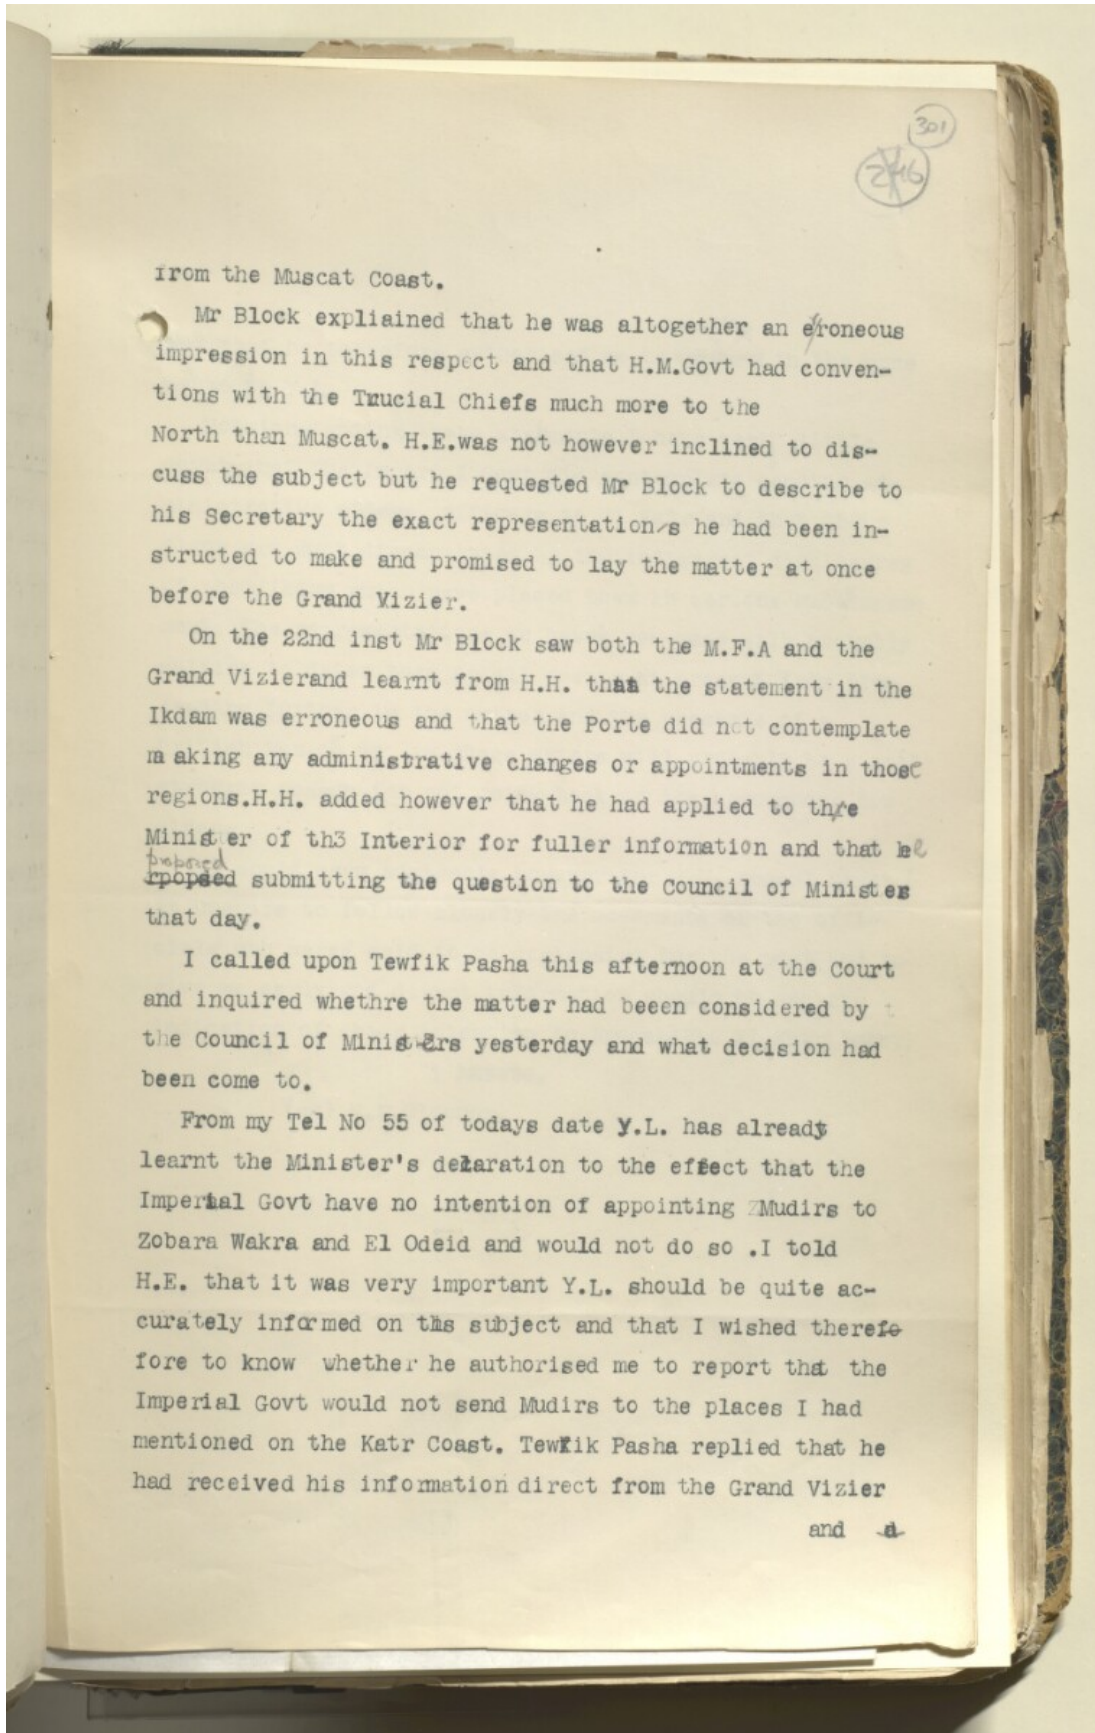 301
246
from the Muscat Coast.
Mr Block expliained that he was altogether an erroneous
impression in this respect and that H.M.Govt had conven-
tions with the Trucial Chiefs much more to the
North than Muscat. H.E.was not however inclined to dis-
cuss the subject but he requested Mr Block to describe to
his Secretary the exact representation/s he had been in-
structed to make and promised to lay the matter at once
before the Grand Vizier.
On the 22nd inst Mr Block saw both the M.F.A and the
Grand Vizierand learnt from H.H. that the statement in the
Ikdam was erroneous and that the Porte did not contemplate
m aking any administrative changes or appointments in those
regions.H.H. added however that he had applied to the
Minister of th3 Interior for fuller information and that he
proposed
rpopsed submitting the question to the Council of Ministes
that day.
I called upon Tewfik Pasha this afternoon at the Court
and inquired whethre the matter had beeen considered by t
the Council of Ministers yesterday and what decision had
been come to.
From my Tel No 55 of todays date Y.L. has already
learnt the Minister's delaration to the effect that the
Imperial Govt have no intention of appointing ZMudirs to
Zobara Wakra and El Odeid and would not do so .I told
H.E. that it was very important Y.L. should be quite ac-
curately informed on this subject and that I wished therefo
fore to know whether he authorised me to report that the
Imperial Govt would not send Mudirs to the places I had
mentioned on the Katr Coast. Tewfik Pasha replied that he
had received his information direct from the Grand Vizier
and d